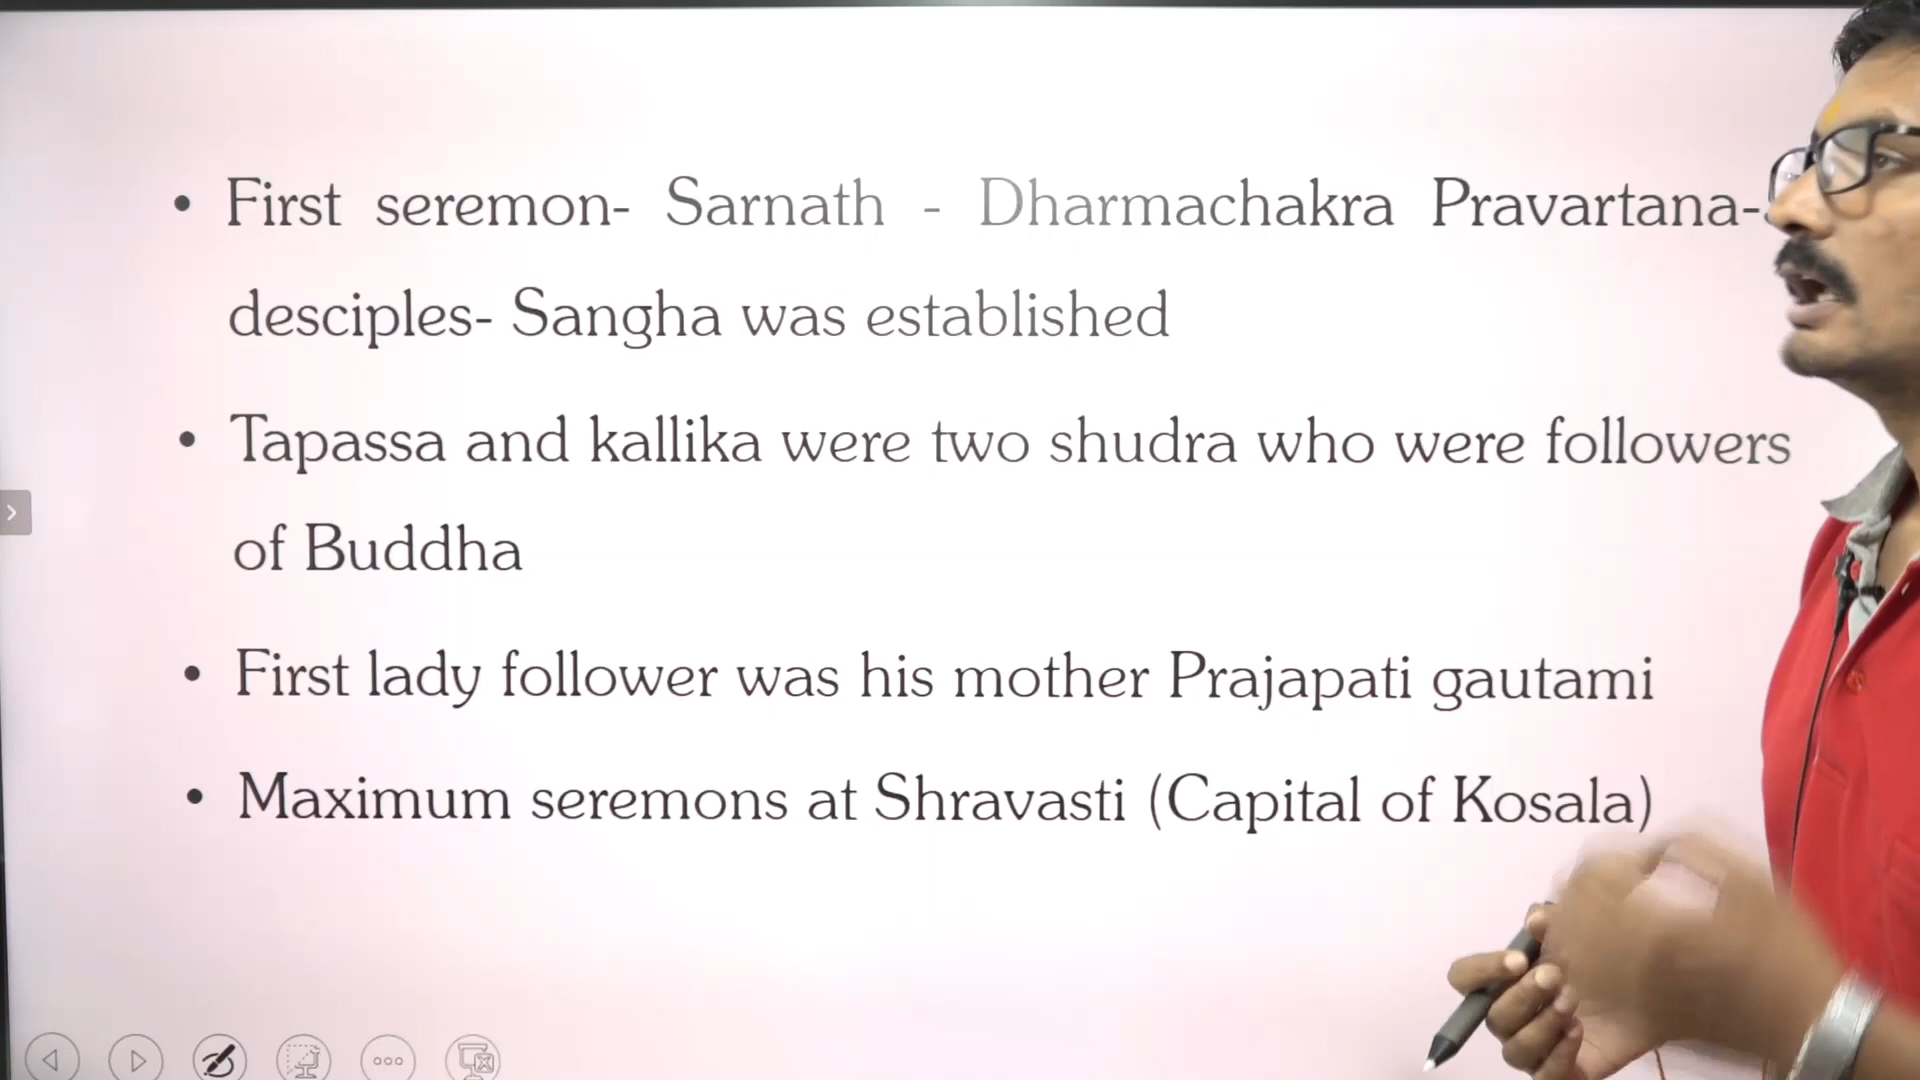 • First seremon- Sarnath - Dharmachakra Pravartana-
desciples- Sangha was established
• Tapassa and kallika were two shudra who were followers
of Buddha
• First lady follower was his mother Prajapati gautami
• Maximum seremons at Shravasti (Capital of Kosala)